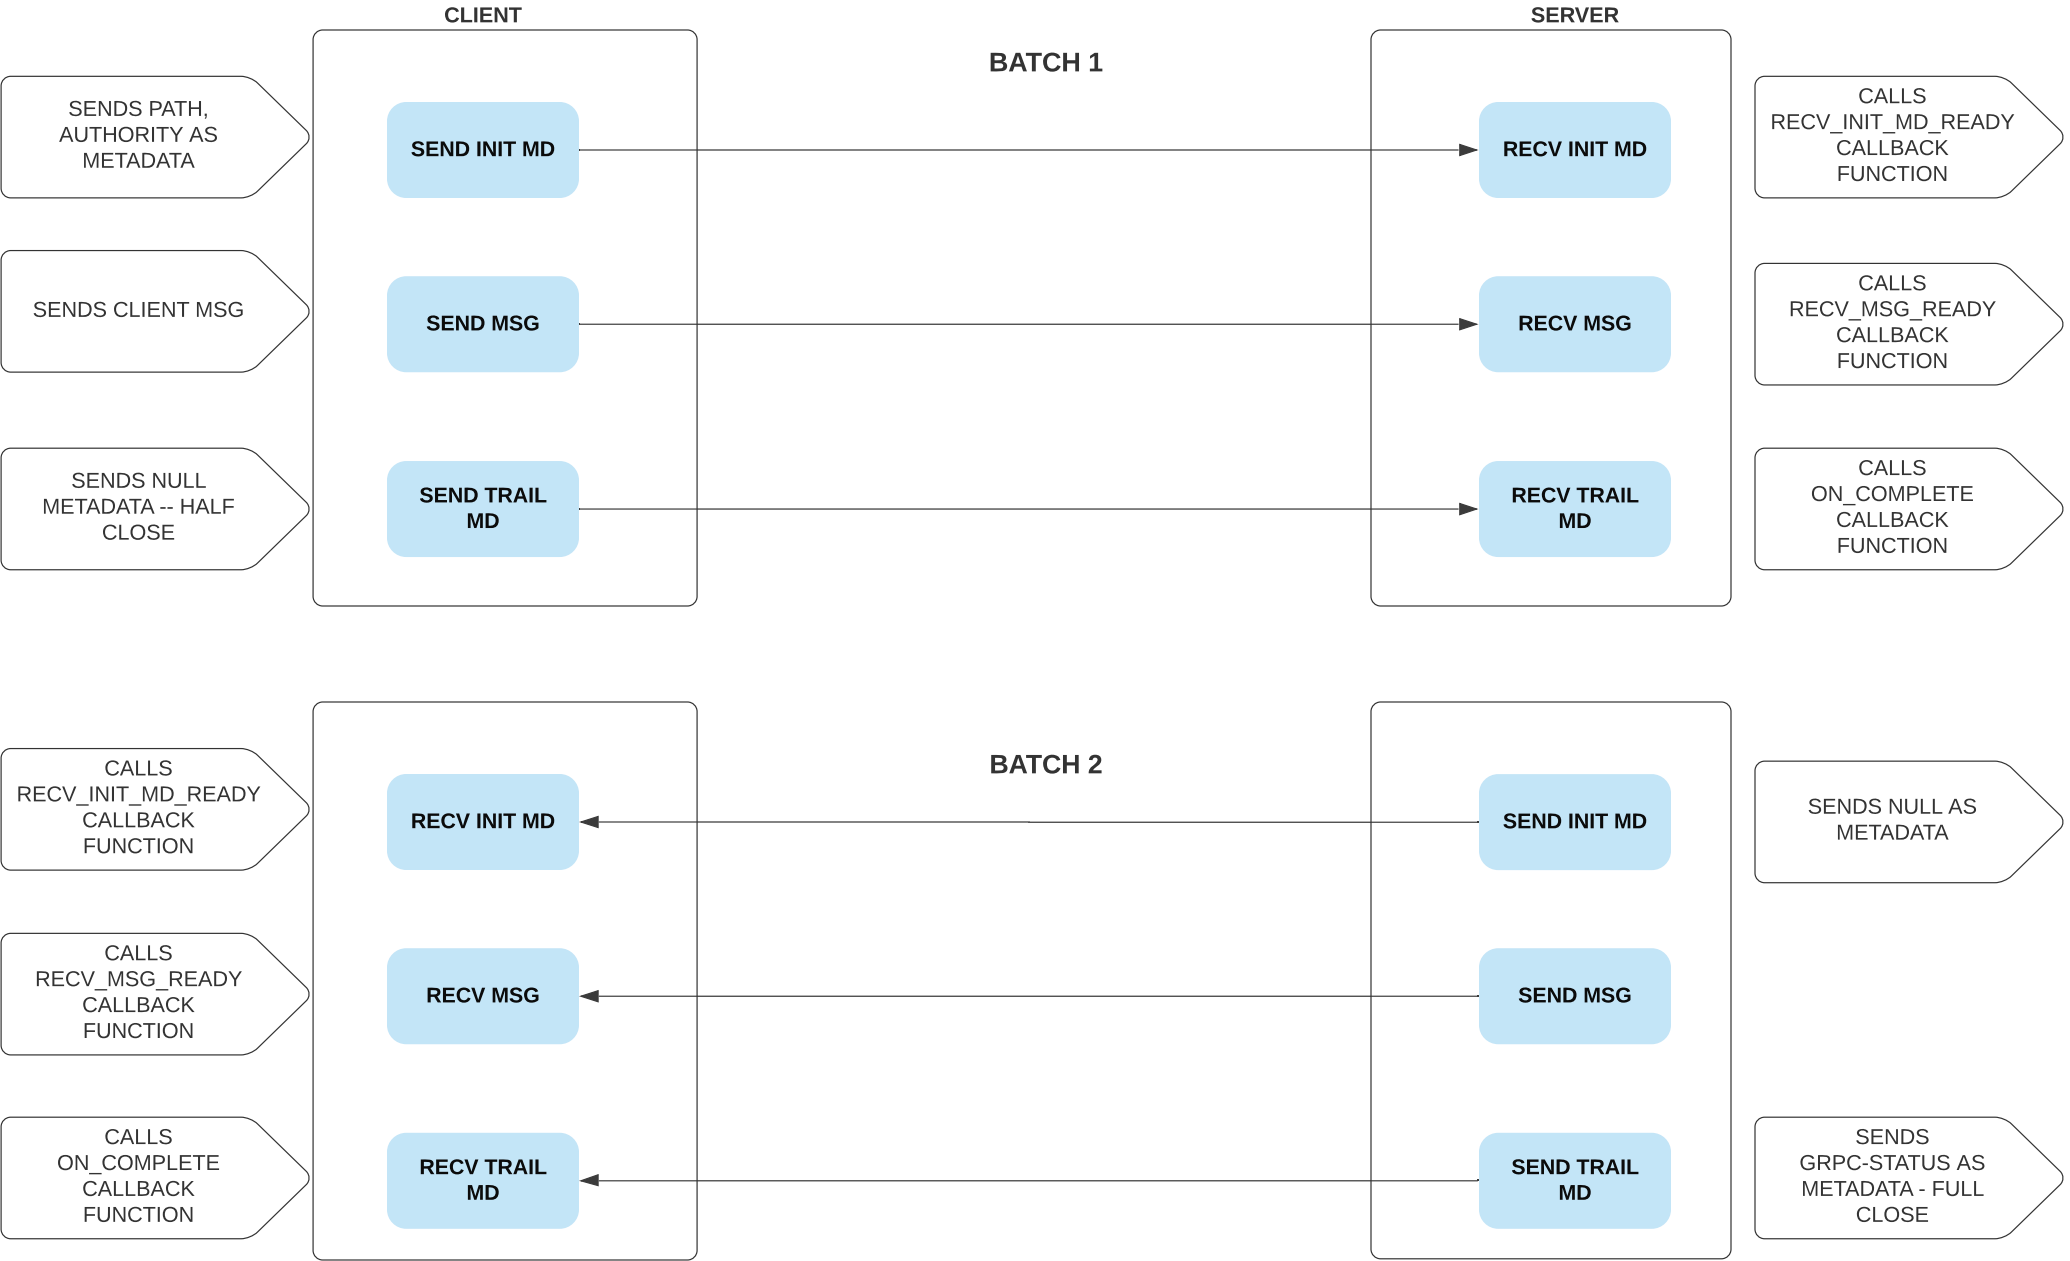 CLIENT
SERVER
BATCH 1
SENDS PATH,
AUTHORITY AS
METADATA
SEND INIT MD
RECV INIT MD
CALLS
RECV_INIT_MD_READY
CALLBACK
FUNCTION
SENDS CLIENT MSG
SEND MSG
RECV MSG
CALLS
RECV_MSG_READY
CALLBACK
FUNCTION
SENDS NULL
METADATA -- HALF
CLOSE
SEND TRAIL
MD
RECV TRAIL
MD
CALLS
ON_COMPLETE
CALLBACK
FUNCTION
BATCH 2
CALLS
RECV_INIT_MD_READY
CALLBACK
FUNCTION
RECV INIT MD
SEND INIT MD
SENDS NULL AS
METADATA
CALLS
RECV_MSG_READY
CALLBACK
FUNCTION
RECV MSG
SEND MSG
CALLS
ON_COMPLETE
CALLBACK
FUNCTION
RECV TRAIL
MD
SEND TRAIL
MD
SENDS
GRPC-STATUS AS
METADATA - FULL
CLOSE